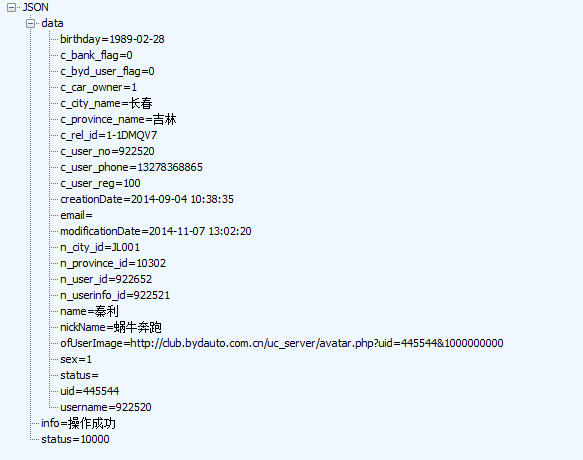 JSON
data
birthday=1989-02-28
c_bank_flag=0
c_byd_user_flag=0
c_car_owner=1
c_city_name=长春
c_province_name=吉林
c_rel_id=1-1DMQV7
c_user_no=922520
c_user_phone=13278368865
c_user_reg=100
creationDate=2014-09-04 10:38:35
email=
modificationDate=2014-11-07 13:02:20
n_city_id=JL001
n_province_id=10302
n_user_id=922652
n_userinfo_id=922521
name=秦利
nickName=蜗牛奔跑
ofUserImage=http://club.bydauto.com.cn/uc_server/avatar.php?uid=445544&1000000000
sex=1
status=
uid=445544
username=922520
info=操作成功
status=10000